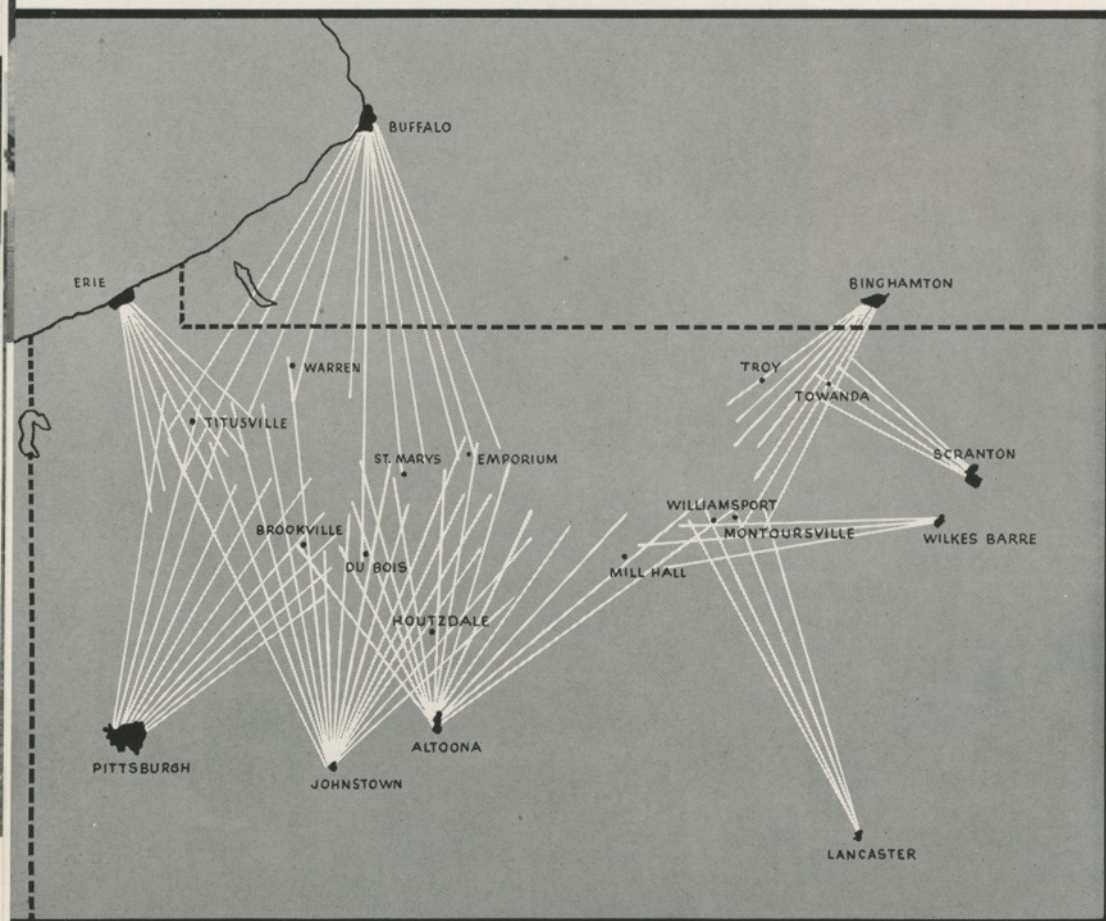 BUFFALO
ERIE
BINGHAMTON
WARREN
TROY
TOWANDA
TITUSVILLE
ST. MARYS
EMPORIUM
SCRANTON
WILLIAMSPORT
BROOKVILLE
MONTOURSVILLE
WILKES BARRE
DU BOIS
MILL HALL
HOUTZDALE
ALTOONA
PITTSBURGH
JOHNSTOWN
LANCASTER